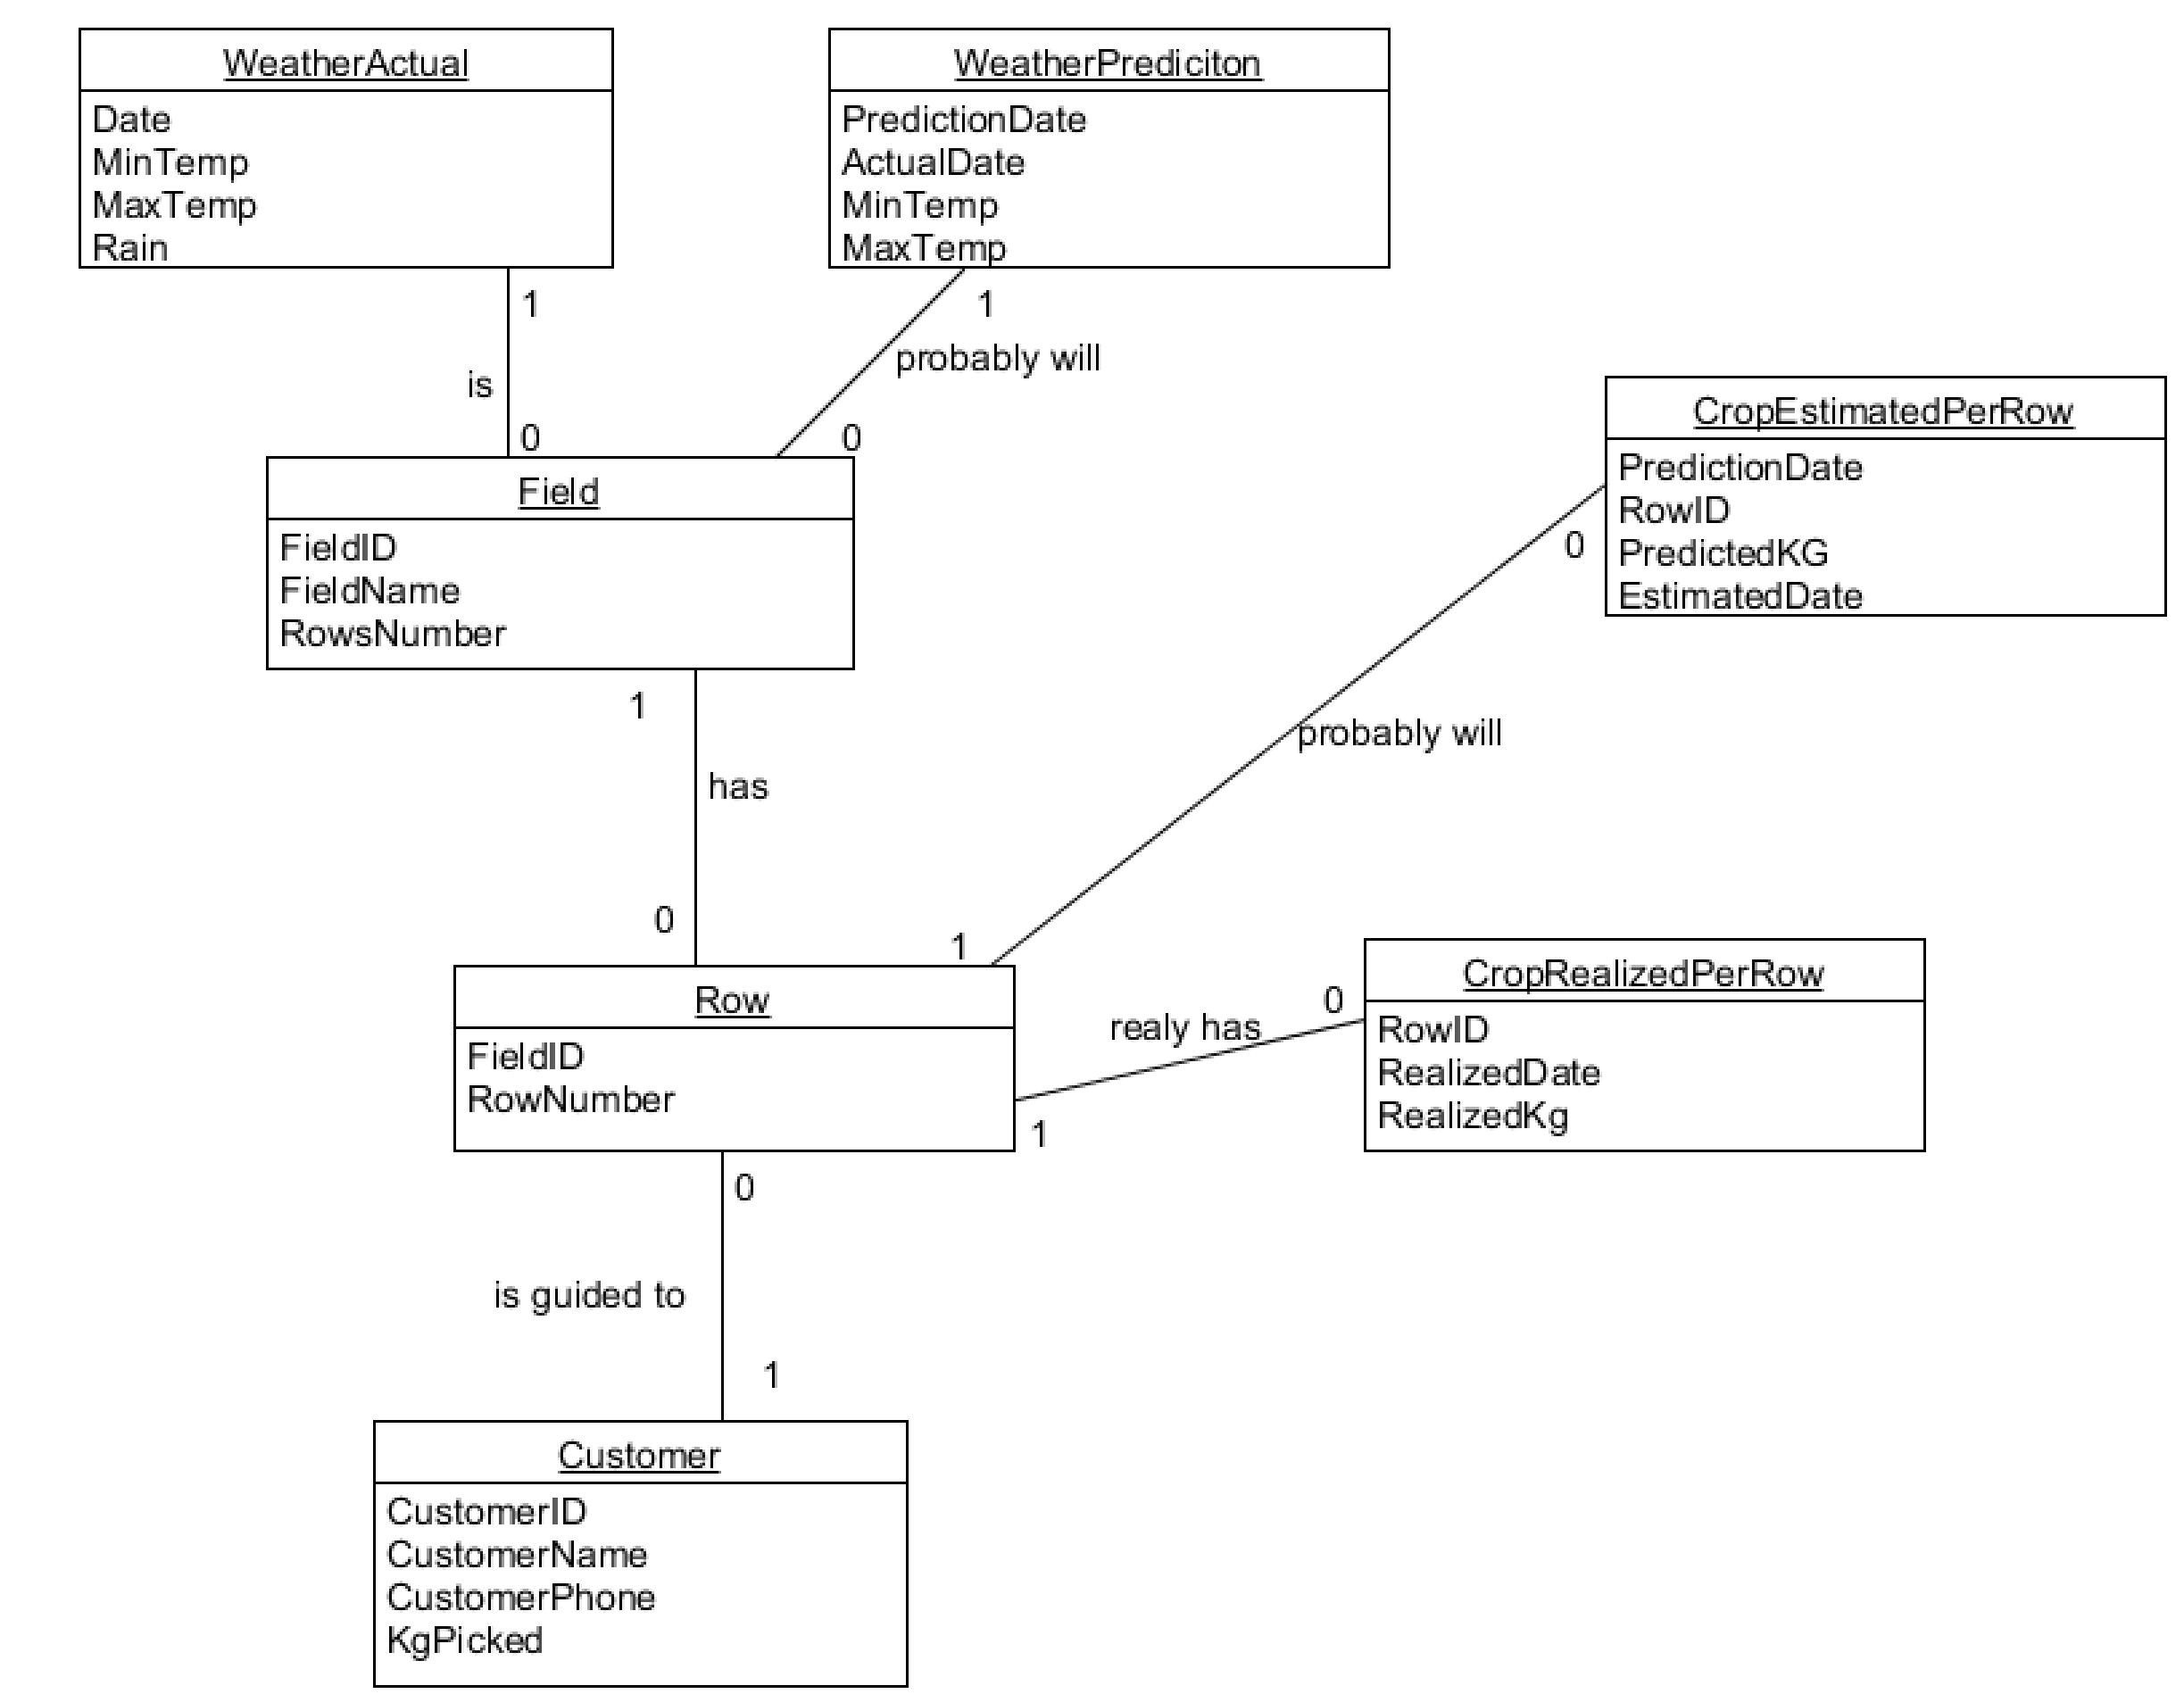 WeatherActual
Date
MinTemp
MaxTemp
Rain
WeatherPrediciton
PredictionDate
ActualDate
MinTemp
MaxTemp
1
is
0
1
probably will
0
CropEstimatedPerRow
PredictionDate
RowID
PredictedKG
EstimatedDate
0
Field
FieldID
FieldName
RowsNumber
1
has
0
probably will
1
Row
FieldID
RowNumber
realy has
0
1
CropRealizedPerRow
RowID
RealizedDate
RealizedKg
0
is guided to
1
Customer
CustomerID
CustomerName
CustomerPhone
KgPicked